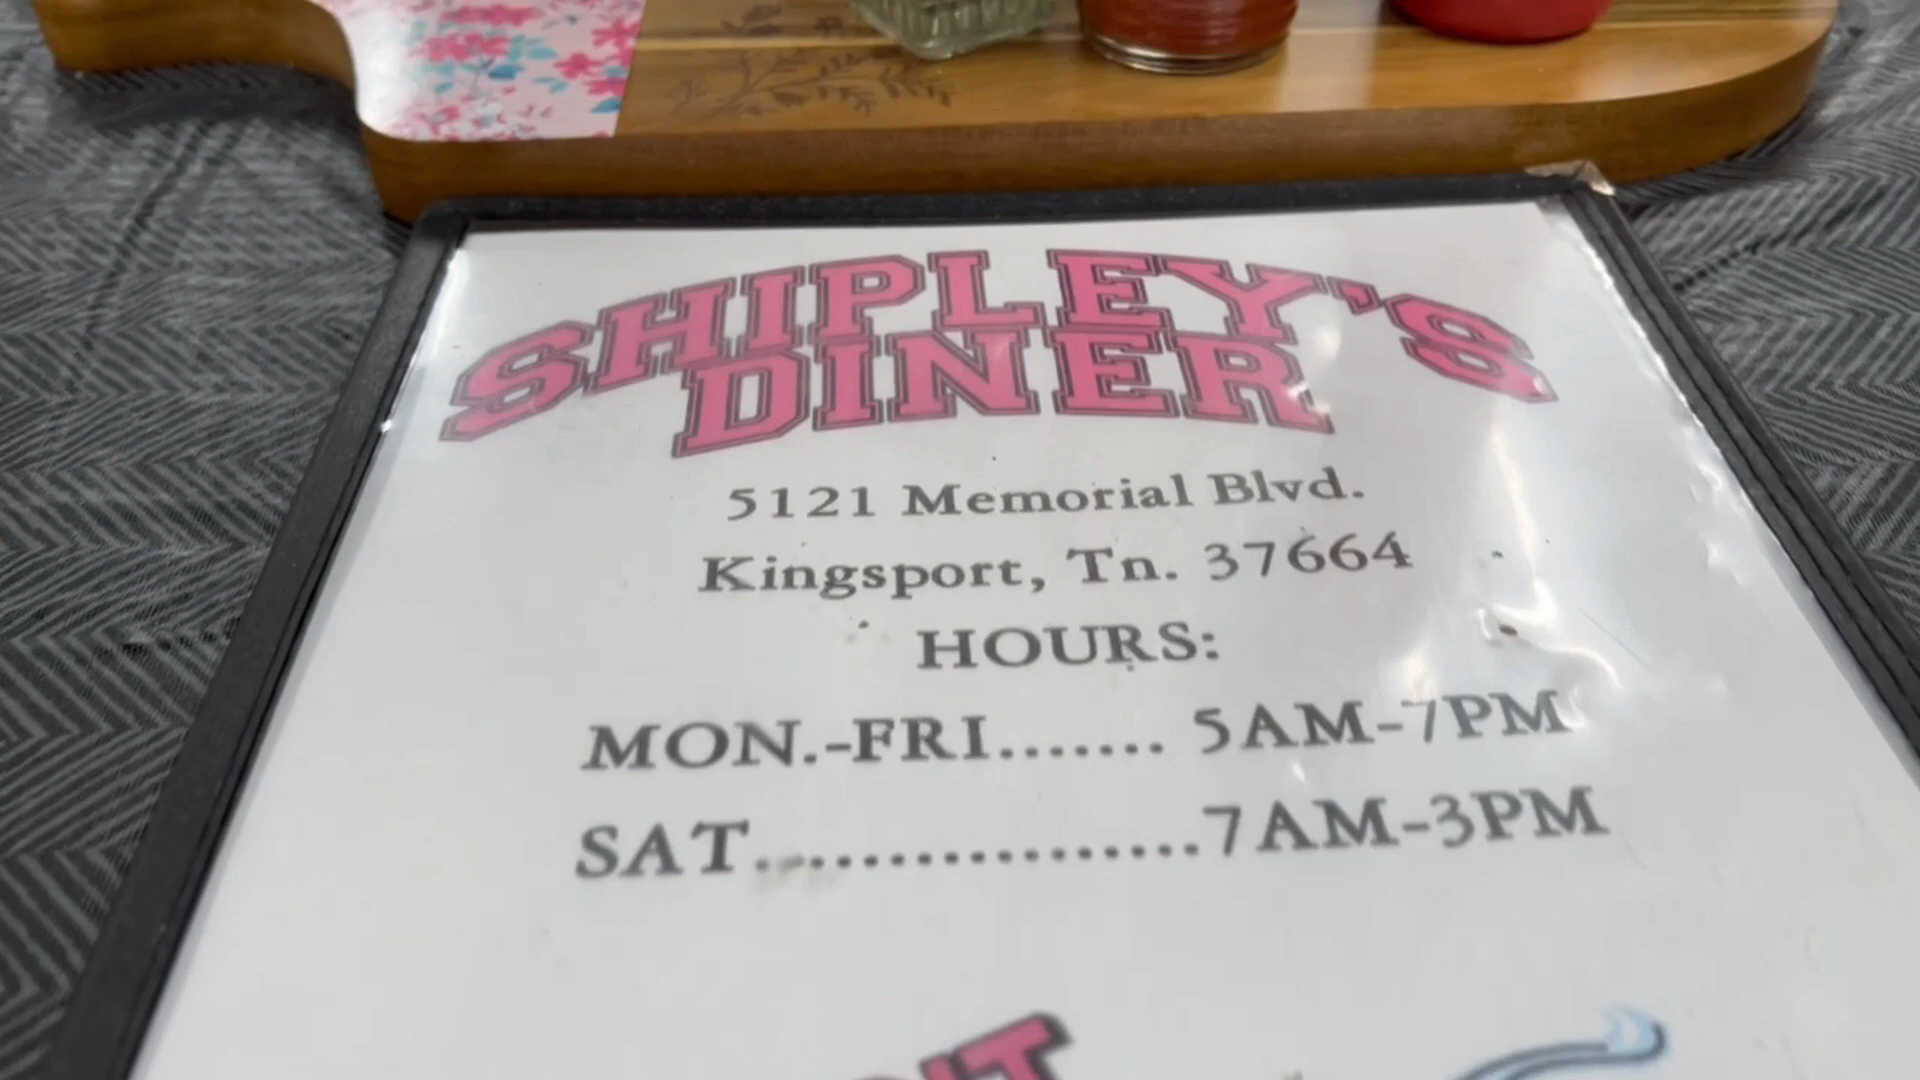 SHIPLEY'S
DINER
5121 Memorial Blvd.
Kingsport, Tn. 37664
HOURS:
MON.-FRI....... 5AM-7PM
SAT.................7AM-3PM